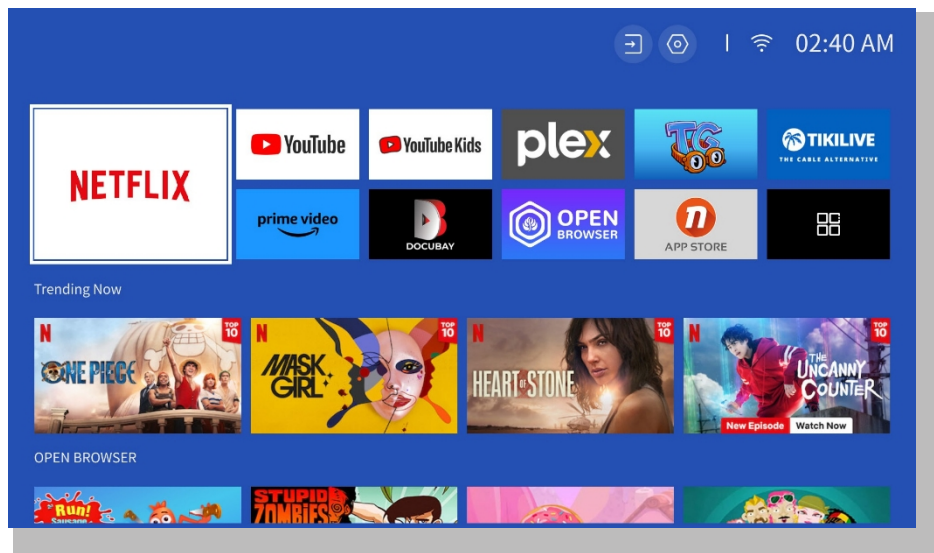 02:40 AM
NETFLIX
YouTube
YouTube Kids
plex
TG
TIKILIVE
THE CABLE ALTERNATIVE
prime video
DOCUBAY
OPEN
BROWSER
n
APP STORE
Trending Now
N
TOP
10
ONE PIECE
N
TOP
10
MASK
GIRL
N
TOP
10
HEART OF STONE
N
TOP
10
THE
UNCANNY
COUNTER
New Episode
Watch Now
OPEN BROWSER
Run!
Sausage
STUPID
ZOMBIES